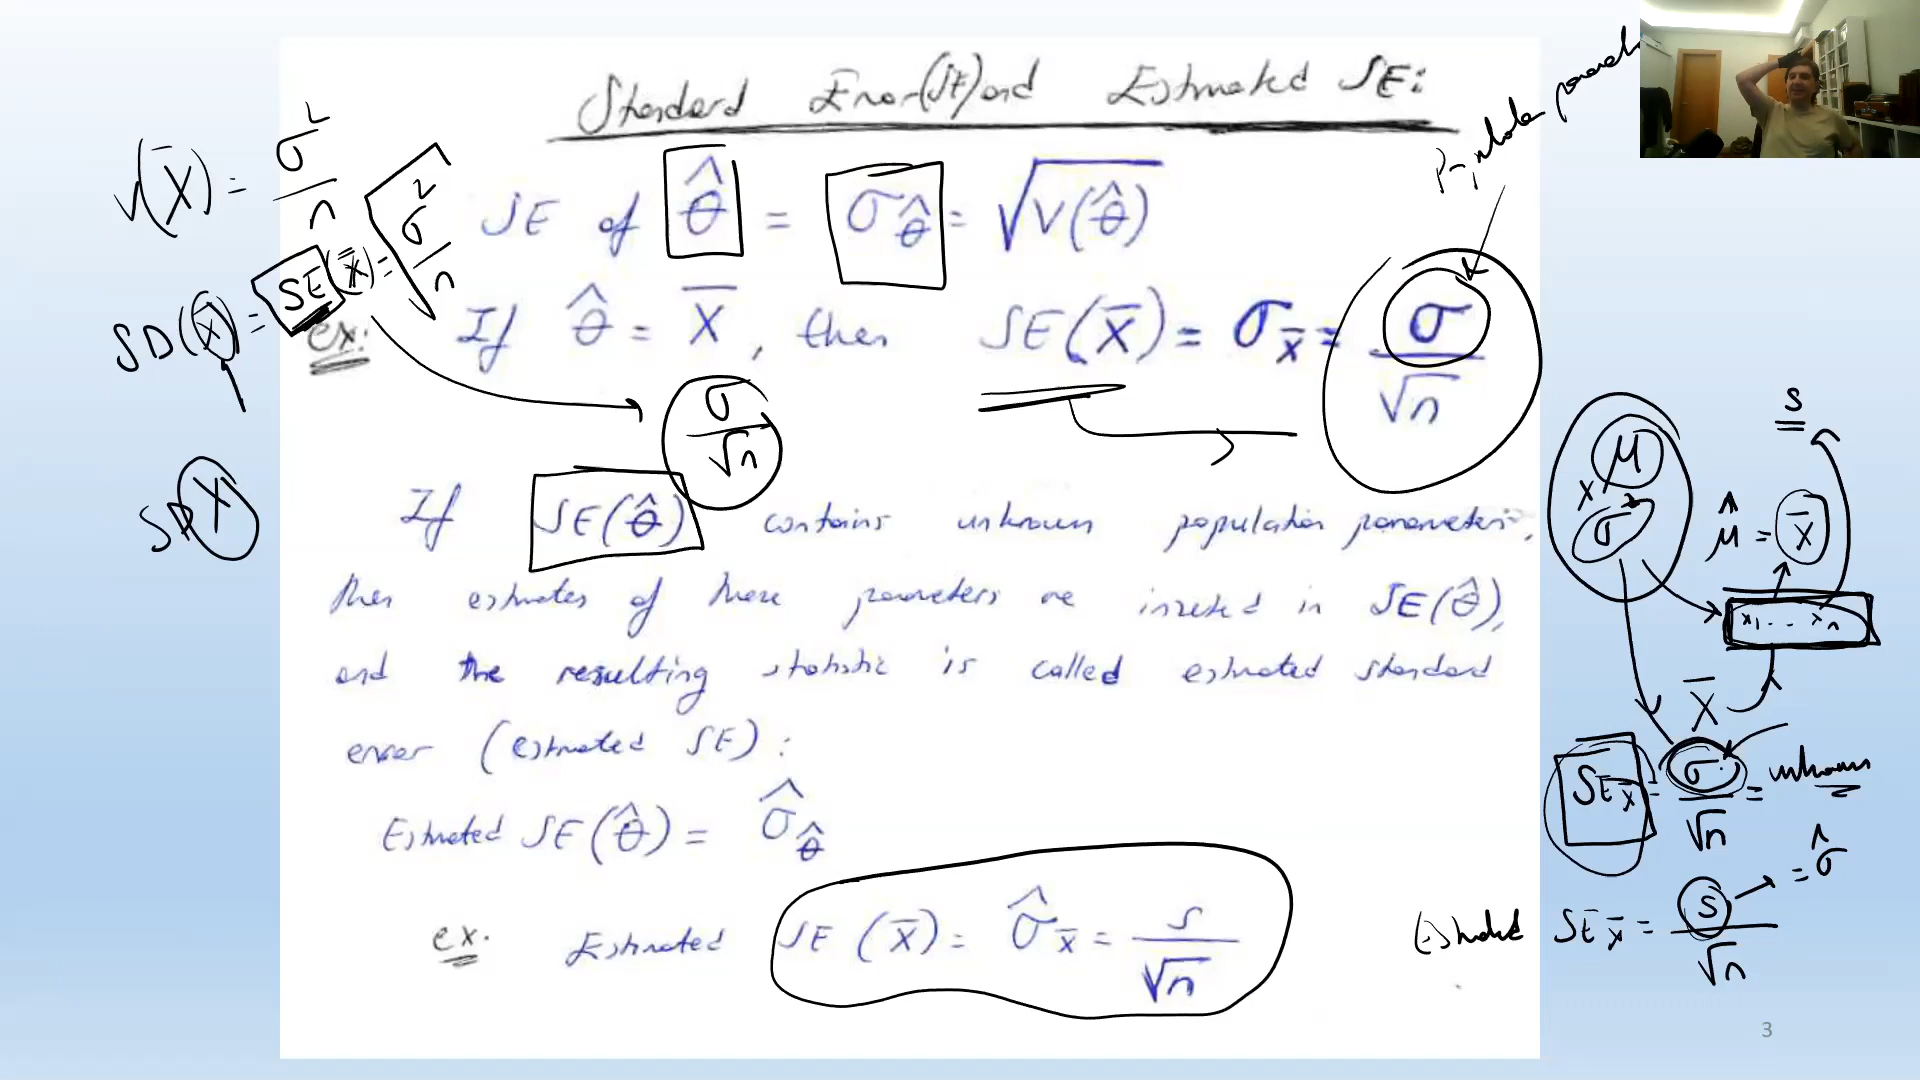 Standard Error (SE) and Estimated SE:
SE of θ̂ = σ_θ̂ = √V(θ̂)
ex: If θ̂ = X̄, then SE(X̄) = σ_x̄ = σ/√n
If SE(θ̂) contains unknown population parameters,
then estimates of these parameters are inserted in SE(θ̂),
and the resulting statistic is called estimated standard
error (estimated SE):
Estimated SE(θ̂) = σ̂_θ̂
ex. Estimated SE(X̄) = σ̂_x̄ = s/√n
V(X̄) = σ²/n
SD(X̄) = SE(X̄) = √σ²/n
σ/√n
SD X
Population
μ
X
σ²
s
μ̂ = X̄
x₁ .. xₙ
X̄
SE_x̄ = σ/√n = unknown
Estimated SE_x̄ = s/√n
= σ̂
3